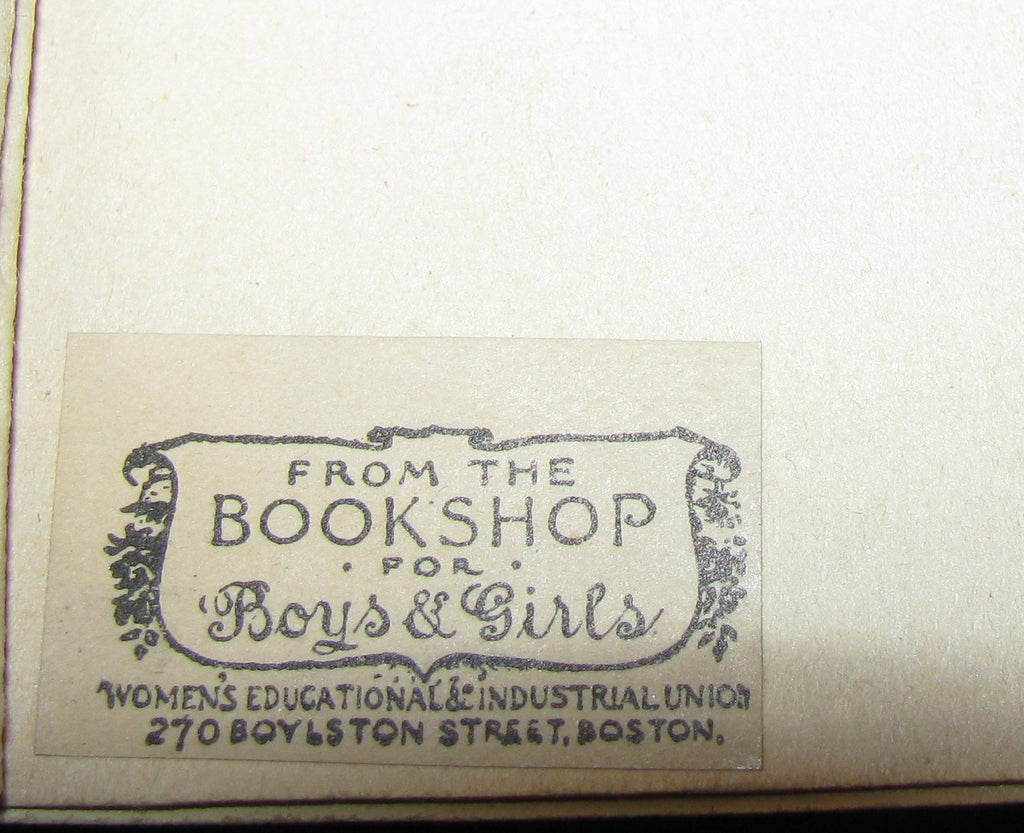 FROM THE
BOOKSHOP
· FOR ·
Boys & Girls
WOMEN'S EDUCATIONAL & INDUSTRIAL UNION
270 BOYLSTON STREET, BOSTON.